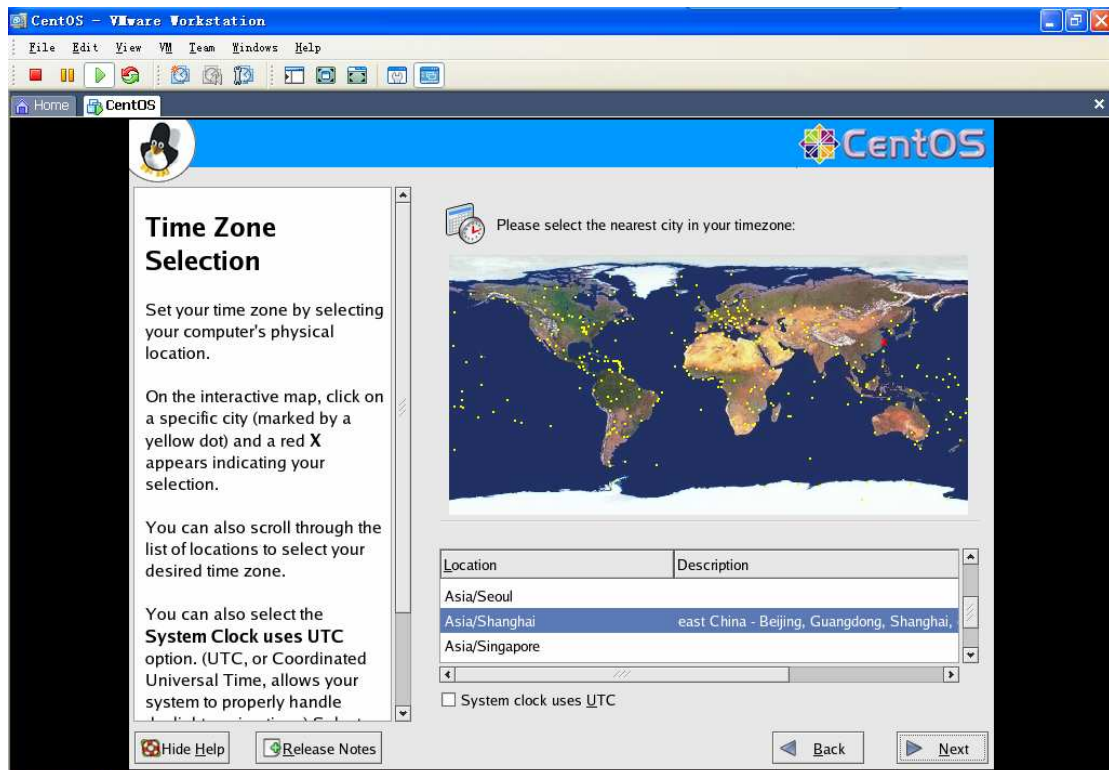 CentOS - VMware Workstation
File Edit View VM Team Windows Help
Home CentOS
CentOS
Time Zone
Selection
Set your time zone by selecting
your computer's physical
location.
On the interactive map, click on
a specific city (marked by a
yellow dot) and a red X
appears indicating your
selection.
You can also scroll through the
list of locations to select your
desired time zone.
You can also select the
System Clock uses UTC
option. (UTC, or Coordinated
Universal Time, allows your
system to properly handle
Please select the nearest city in your timezone:
Location Description
Asia/Seoul
Asia/Shanghai east China - Beijing, Guangdong, Shanghai,
Asia/Singapore
System clock uses UTC
Hide Help Release Notes Back Next